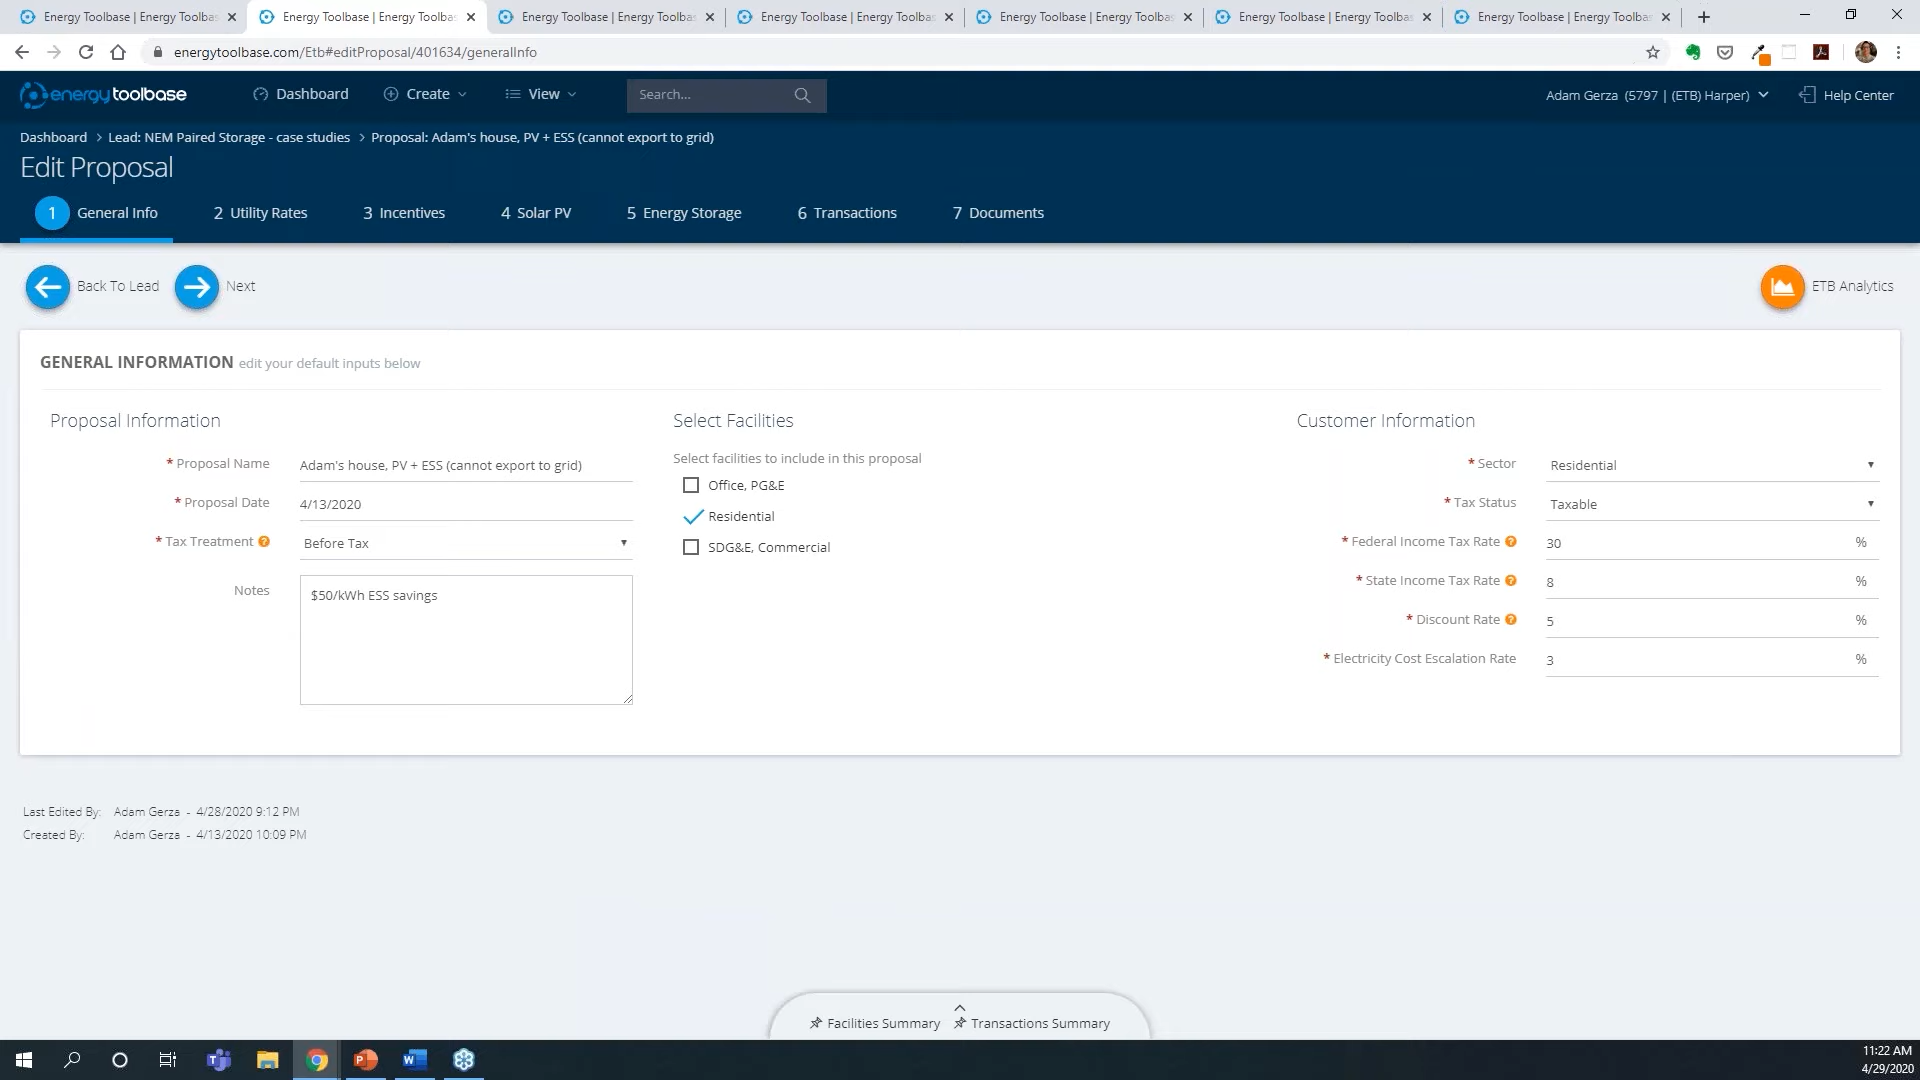 Energy Toolbase | Energy Toolbas
Energy Toolbase | Energy Toolbas
Energy Toolbase | Energy Toolbas
Energy Toolbase | Energy Toolbas
Energy Toolbase | Energy Toolbas
Energy Toolbase | Energy Toolbas
Energy Toolbase | Energy Toolbas
energytoolbase.com/Etb#editProposal/401634/generalInfo
energy toolbase
Dashboard
Create
View
Search...
Adam Gerza (5797 | (ETB) Harper)
Help Center
Dashboard > Lead: NEM Paired Storage - case studies > Proposal: Adam's house, PV + ESS (cannot export to grid)
Edit Proposal
1 General Info
2 Utility Rates
3 Incentives
4 Solar PV
5 Energy Storage
6 Transactions
7 Documents
Back To Lead
Next
ETB Analytics
GENERAL INFORMATION edit your default inputs below
Proposal Information
* Proposal Name Adam's house, PV + ESS (cannot export to grid)
* Proposal Date 4/13/2020
* Tax Treatment ? Before Tax
Notes $50/kWh ESS savings
Select Facilities
Select facilities to include in this proposal
Office, PG&E
Residential
SDG&E, Commercial
Customer Information
* Sector Residential
* Tax Status Taxable
* Federal Income Tax Rate ? 30 %
* State Income Tax Rate ? 8 %
* Discount Rate ? 5 %
* Electricity Cost Escalation Rate 3 %
Last Edited By: Adam Gerza - 4/28/2020 9:12 PM
Created By: Adam Gerza - 4/13/2020 10:09 PM
Facilities Summary
Transactions Summary
11:22 AM
4/29/2020